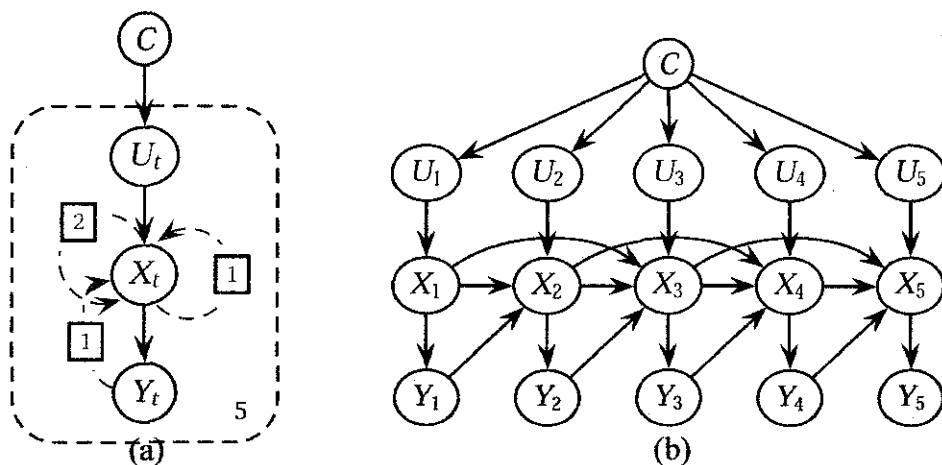 C
U_t
2
X_t
1
1
Y_t
5
(a)
C
U_1 U_2 U_3 U_4 U_5
X_1 X_2 X_3 X_4 X_5
Y_1 Y_2 Y_3 Y_4 Y_5
(b)